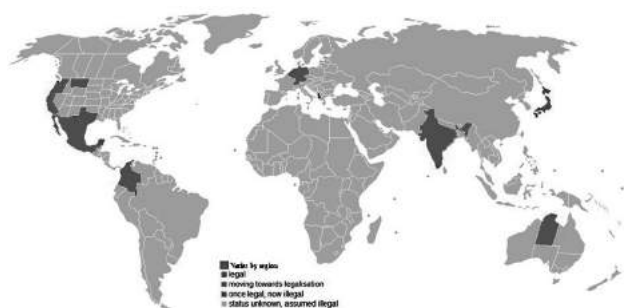 Varies by region
legal
moving towards legalisation
once legal, now illegal
status unknown, assumed illegal